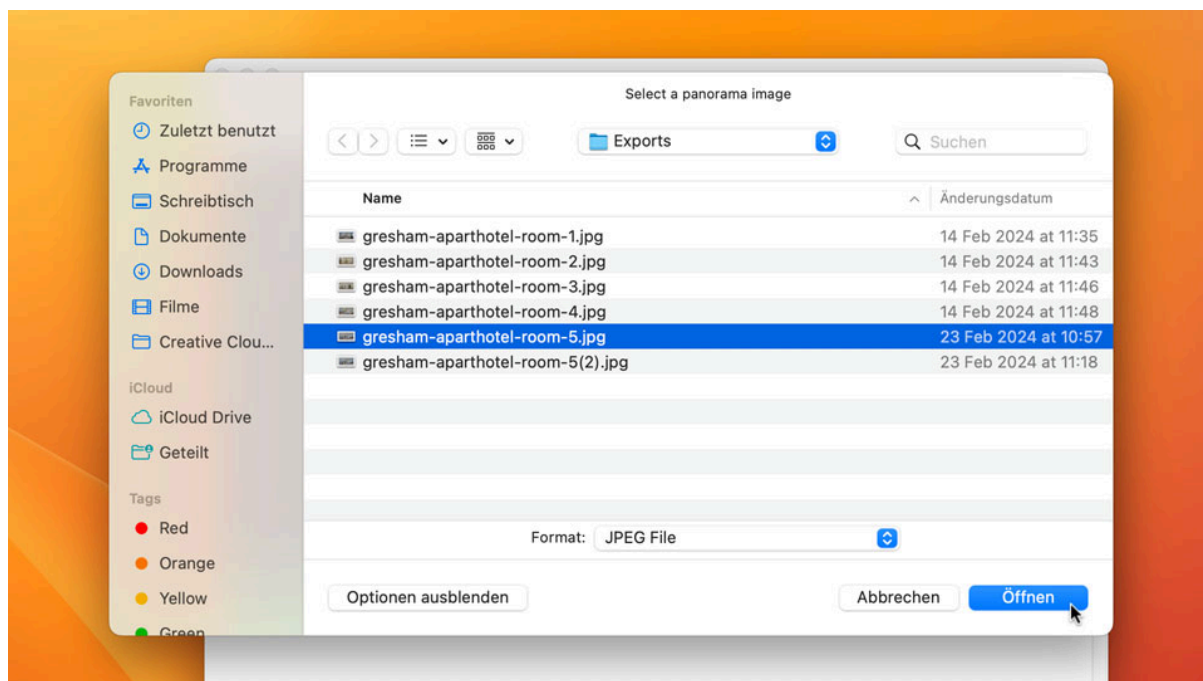 Select a panorama image
Favoriten
Zuletzt benutzt
Programme
Schreibtisch
Dokumente
Downloads
Filme
Creative Clou...
iCloud
iCloud Drive
Geteilt
Tags
Red
Orange
Yellow
Green
Exports
Suchen
Name Änderungsdatum
gresham-aparthotel-room-1.jpg 14 Feb 2024 at 11:35
gresham-aparthotel-room-2.jpg 14 Feb 2024 at 11:43
gresham-aparthotel-room-3.jpg 14 Feb 2024 at 11:46
gresham-aparthotel-room-4.jpg 14 Feb 2024 at 11:48
gresham-aparthotel-room-5.jpg 23 Feb 2024 at 10:57
gresham-aparthotel-room-5(2).jpg 23 Feb 2024 at 11:18
Format: JPEG File
Optionen ausblenden Abbrechen Öffnen